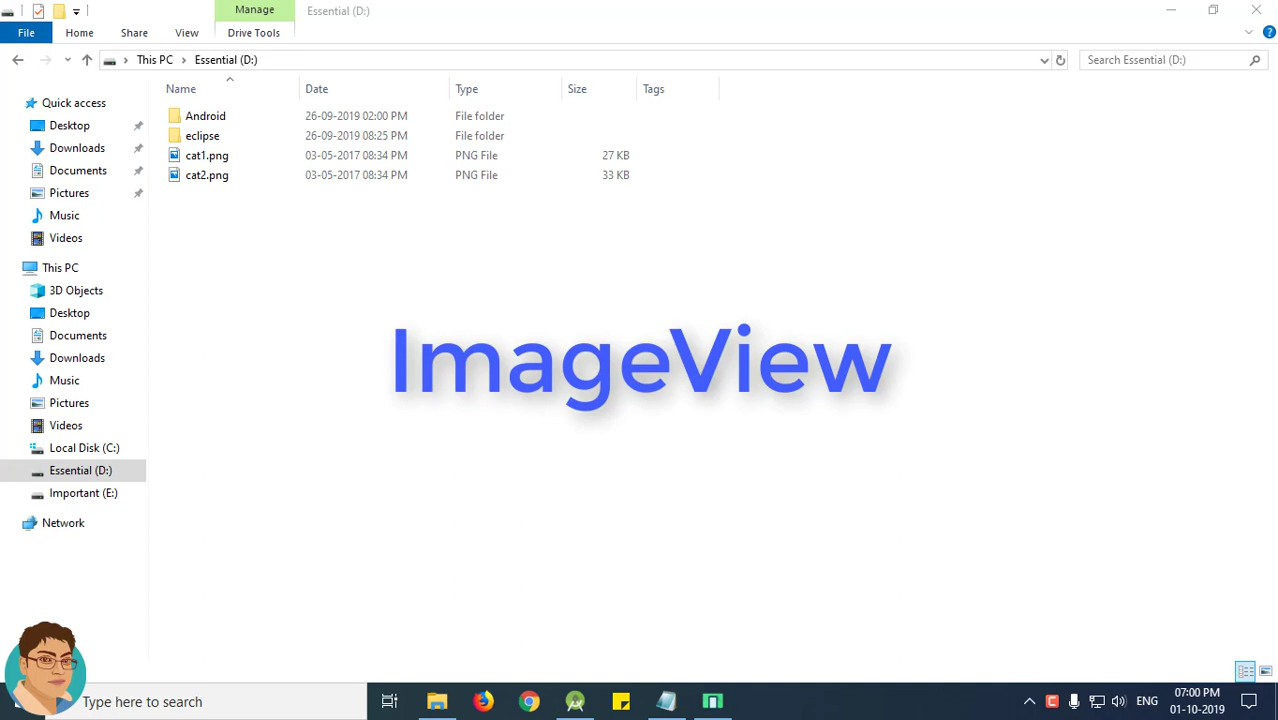 Manage
Essential (D:)
File
Home
Share
View
Drive Tools
This PC
Essential (D:)
Search Essential (D:)
Name
Date
Type
Size
Tags
Android 26-09-2019 02:00 PM File folder
eclipse 26-09-2019 08:25 PM File folder
cat1.png 03-05-2017 08:34 PM PNG File 27 KB
cat2.png 03-05-2017 08:34 PM PNG File 33 KB
Quick access
Desktop
Downloads
Documents
Pictures
Music
Videos
This PC
3D Objects
Desktop
Documents
Downloads
Music
Pictures
Videos
Local Disk (C:)
Essential (D:)
Important (E:)
Network
ImageView
Type here to search
ENG
07:00 PM
01-10-2019